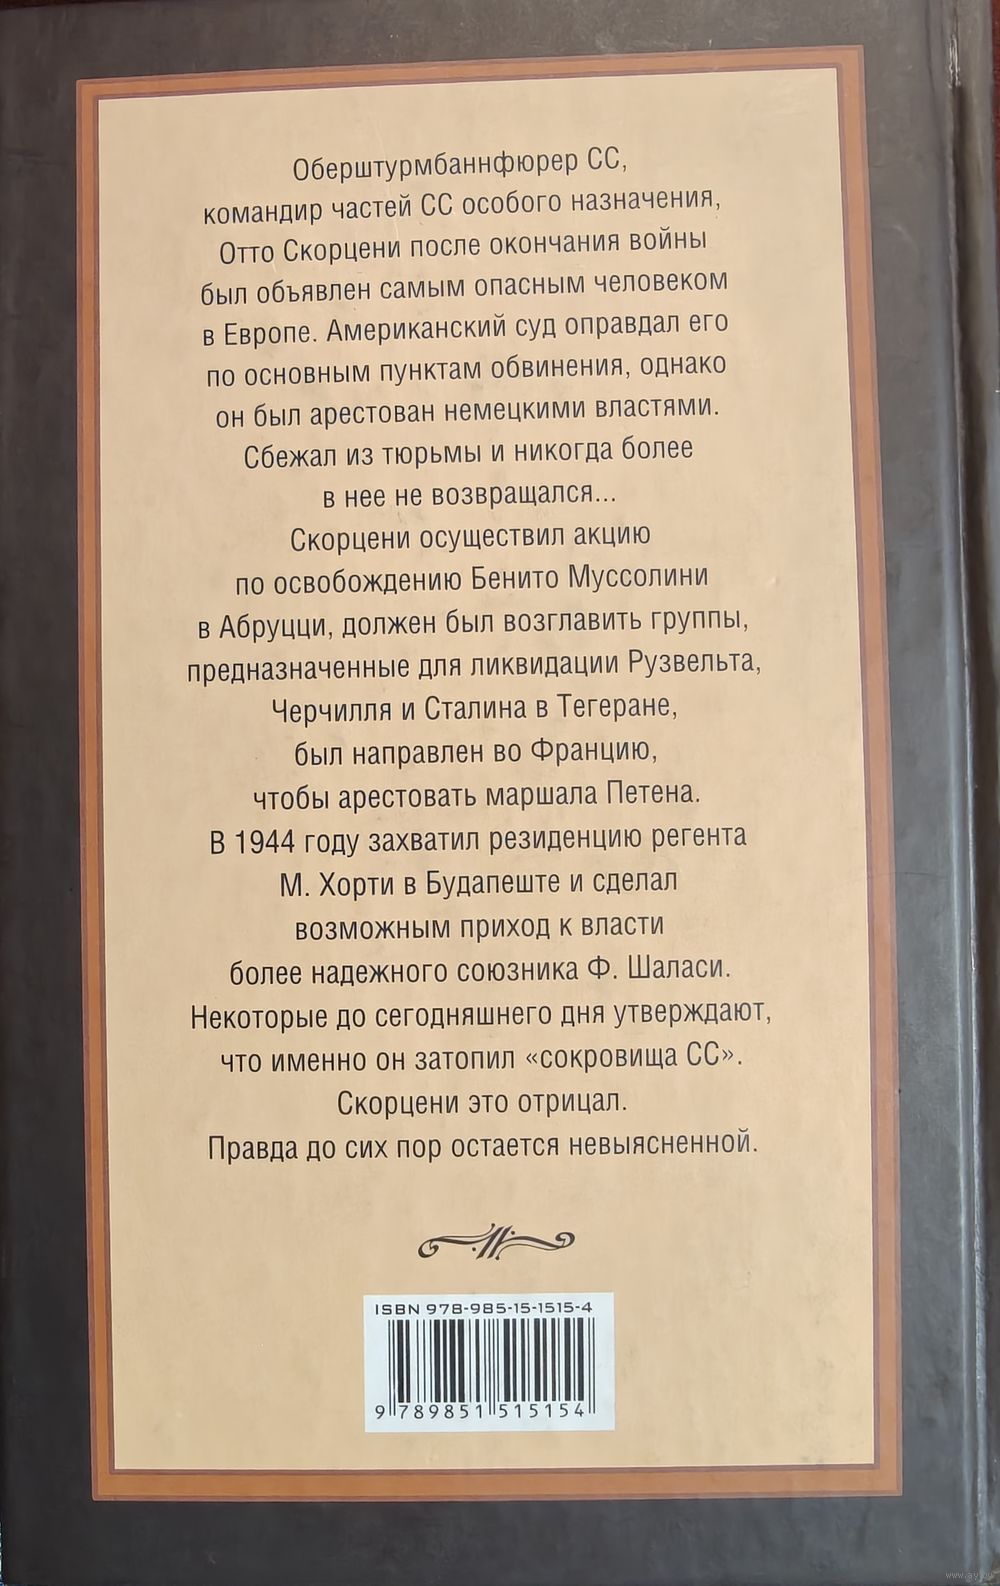 Оберштурмбаннфюрер СС,
командир частей СС особого назначения,
Отто Скорцени после окончания войны
был объявлен самым опасным человеком
в Европе. Американский суд оправдал его
по основным пунктам обвинения, однако
он был арестован немецкими властями.
Сбежал из тюрьмы и никогда более
в нее не возвращался...
Скорцени осуществил акцию
по освобождению Бенито Муссолини
в Абруцци, должен был возглавить группы,
предназначенные для ликвидации Рузвельта,
Черчилля и Сталина в Тегеране,
был направлен во Францию,
чтобы арестовать маршала Петена.
В 1944 году захватил резиденцию регента
М. Хорти в Будапеште и сделал
возможным приход к власти
более надежного союзника Ф. Шаласи.
Некоторые до сегодняшнего дня утверждают,
что именно он затопил «сокровища СС».
Скорцени это отрицал.
Правда до сих пор остается невыясненной.
ISBN 978-985-15-1515-4
9 789851 515154